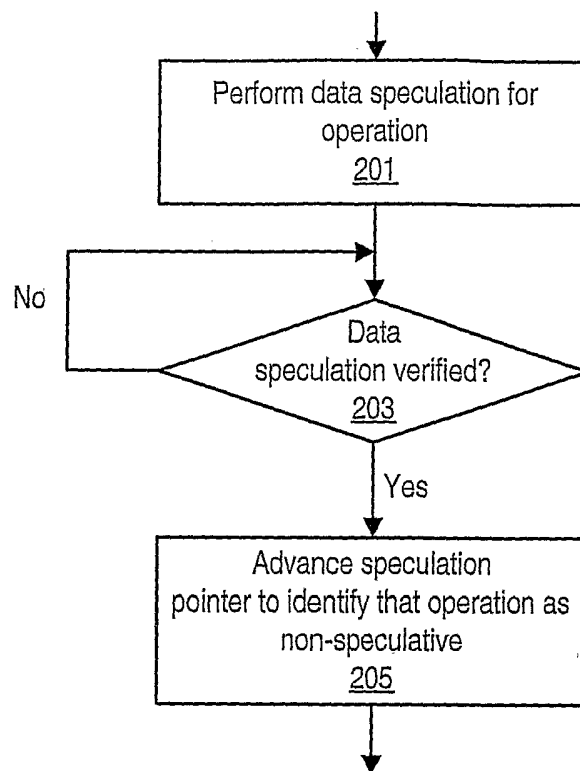 Perform data speculation for
operation
201
No
Data
speculation verified?
203
Yes
Advance speculation
pointer to identify that operation as
non-speculative
205